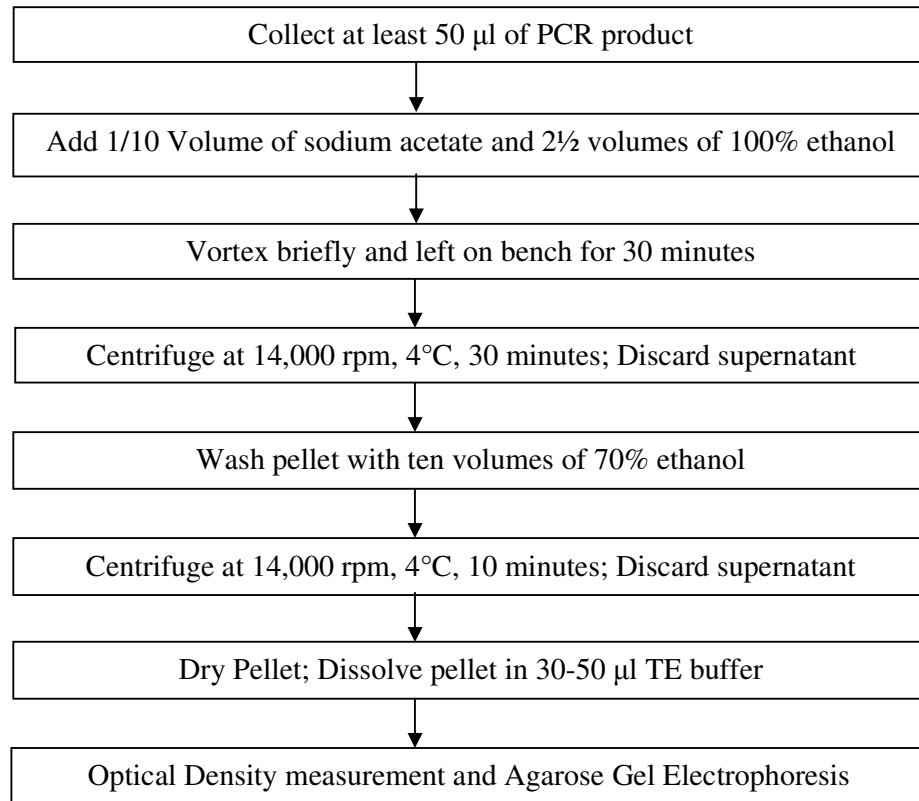 Collect at least 50 µl of PCR product
Add 1/10 Volume of sodium acetate and 2½ volumes of 100% ethanol
Vortex briefly and left on bench for 30 minutes
Centrifuge at 14,000 rpm, 4°C, 30 minutes; Discard supernatant
Wash pellet with ten volumes of 70% ethanol
Centrifuge at 14,000 rpm, 4°C, 10 minutes; Discard supernatant
Dry Pellet; Dissolve pellet in 30-50 µl TE buffer
Optical Density measurement and Agarose Gel Electrophoresis